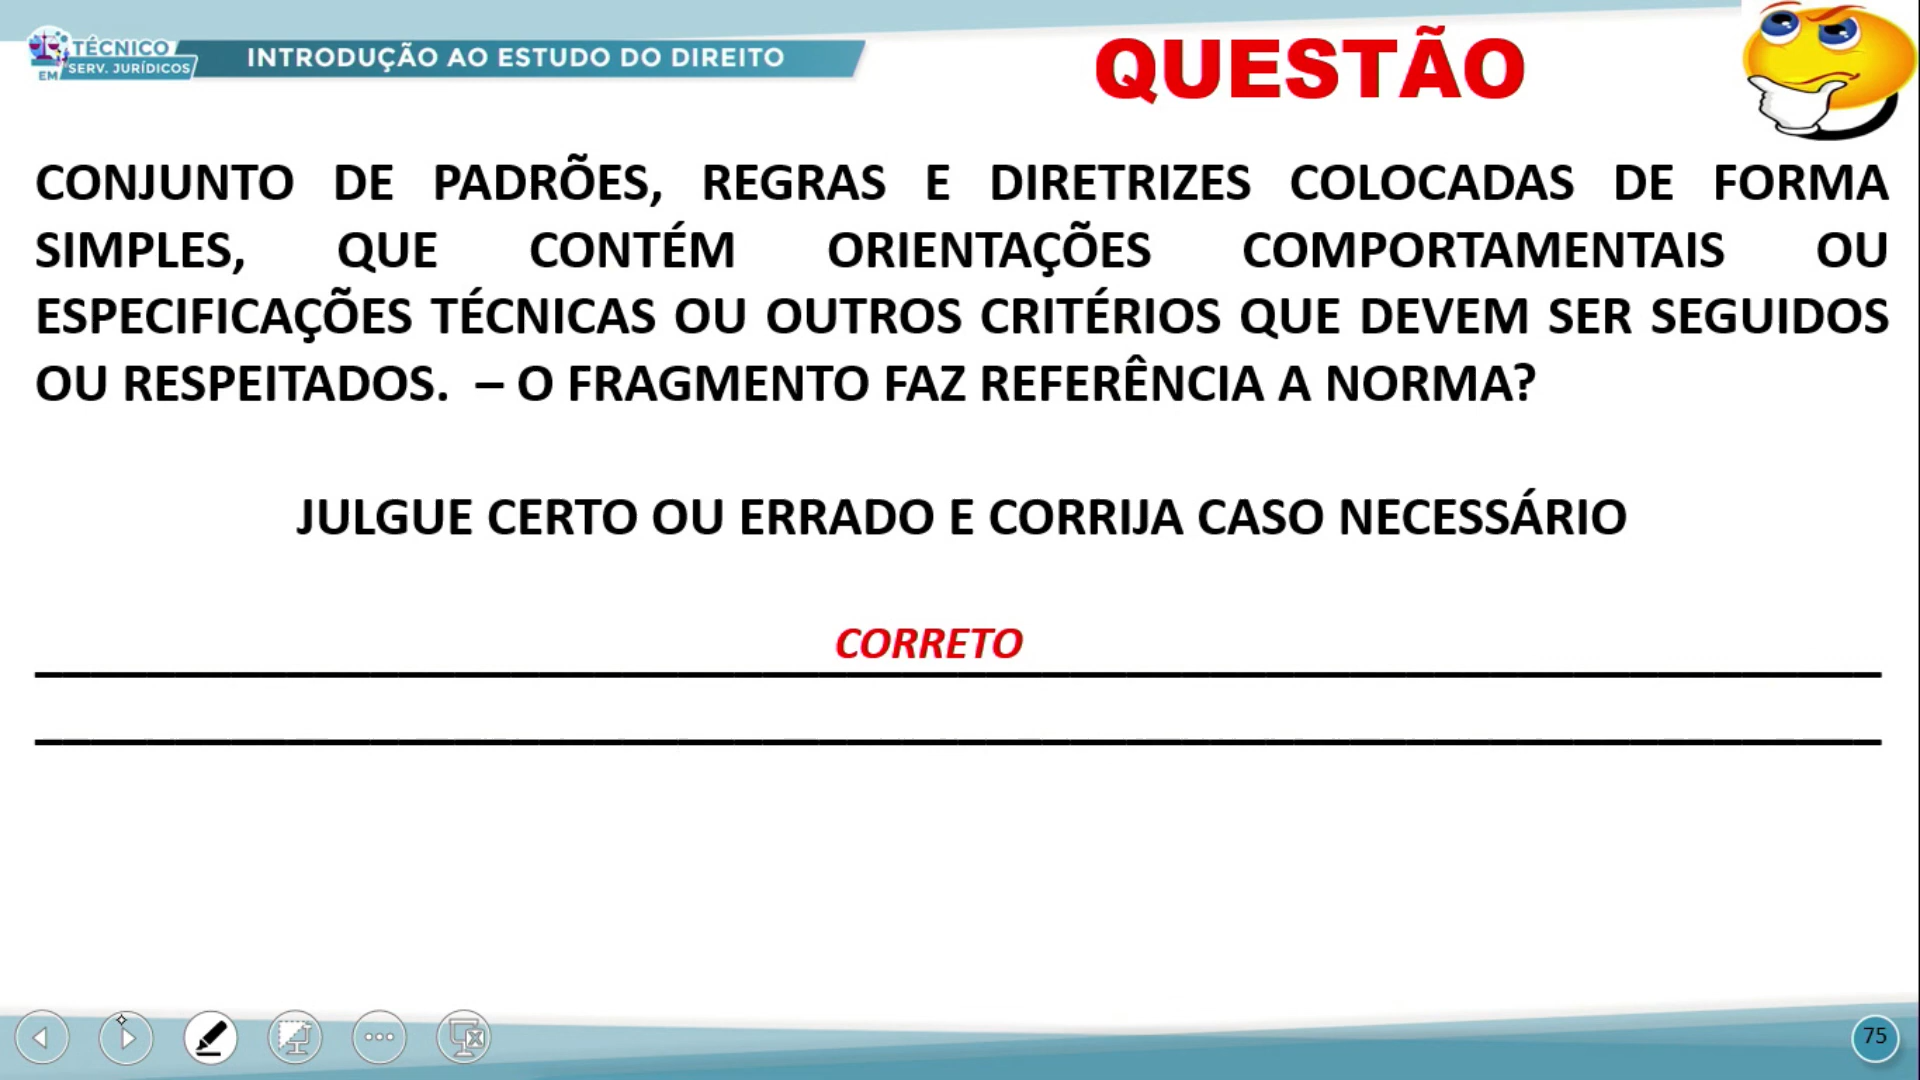 TÉCNICO
EM SERV. JURÍDICOS
INTRODUÇÃO AO ESTUDO DO DIREITO
QUESTÃO
CONJUNTO DE PADRÕES, REGRAS E DIRETRIZES COLOCADAS DE FORMA
SIMPLES, QUE CONTÉM ORIENTAÇÕES COMPORTAMENTAIS OU
ESPECIFICAÇÕES TÉCNICAS OU OUTROS CRITÉRIOS QUE DEVEM SER SEGUIDOS
OU RESPEITADOS. – O FRAGMENTO FAZ REFERÊNCIA A NORMA?
JULGUE CERTO OU ERRADO E CORRIJA CASO NECESSÁRIO
CORRETO
75